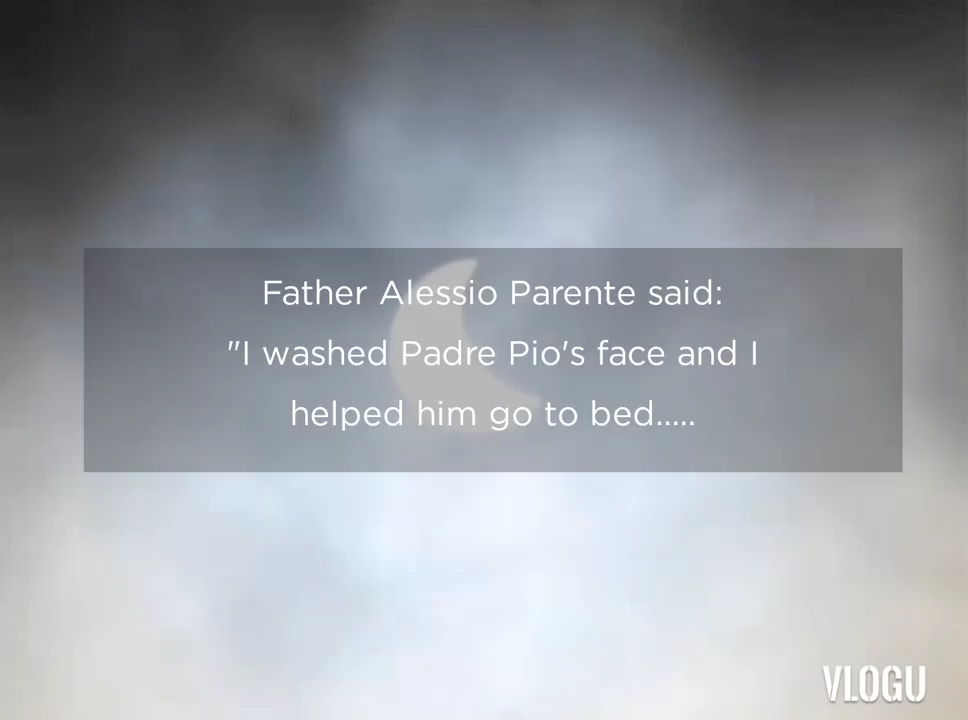 Father Alessio Parente said:
"I washed Padre Pio's face and I
helped him go to bed.....
VLOGU